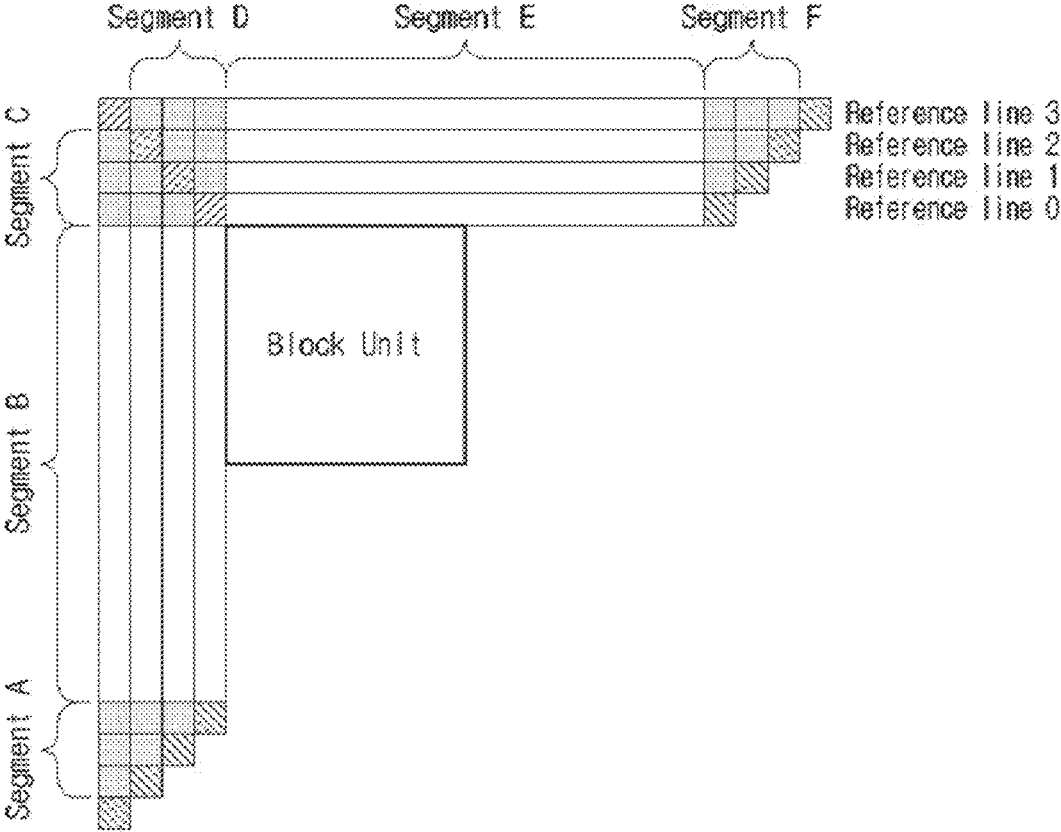 Segment D
Segment E
Segment F
Segment C
Reference line 3
Reference line 2
Reference line 1
Reference line 0
Block Unit
Segment B
Segment A